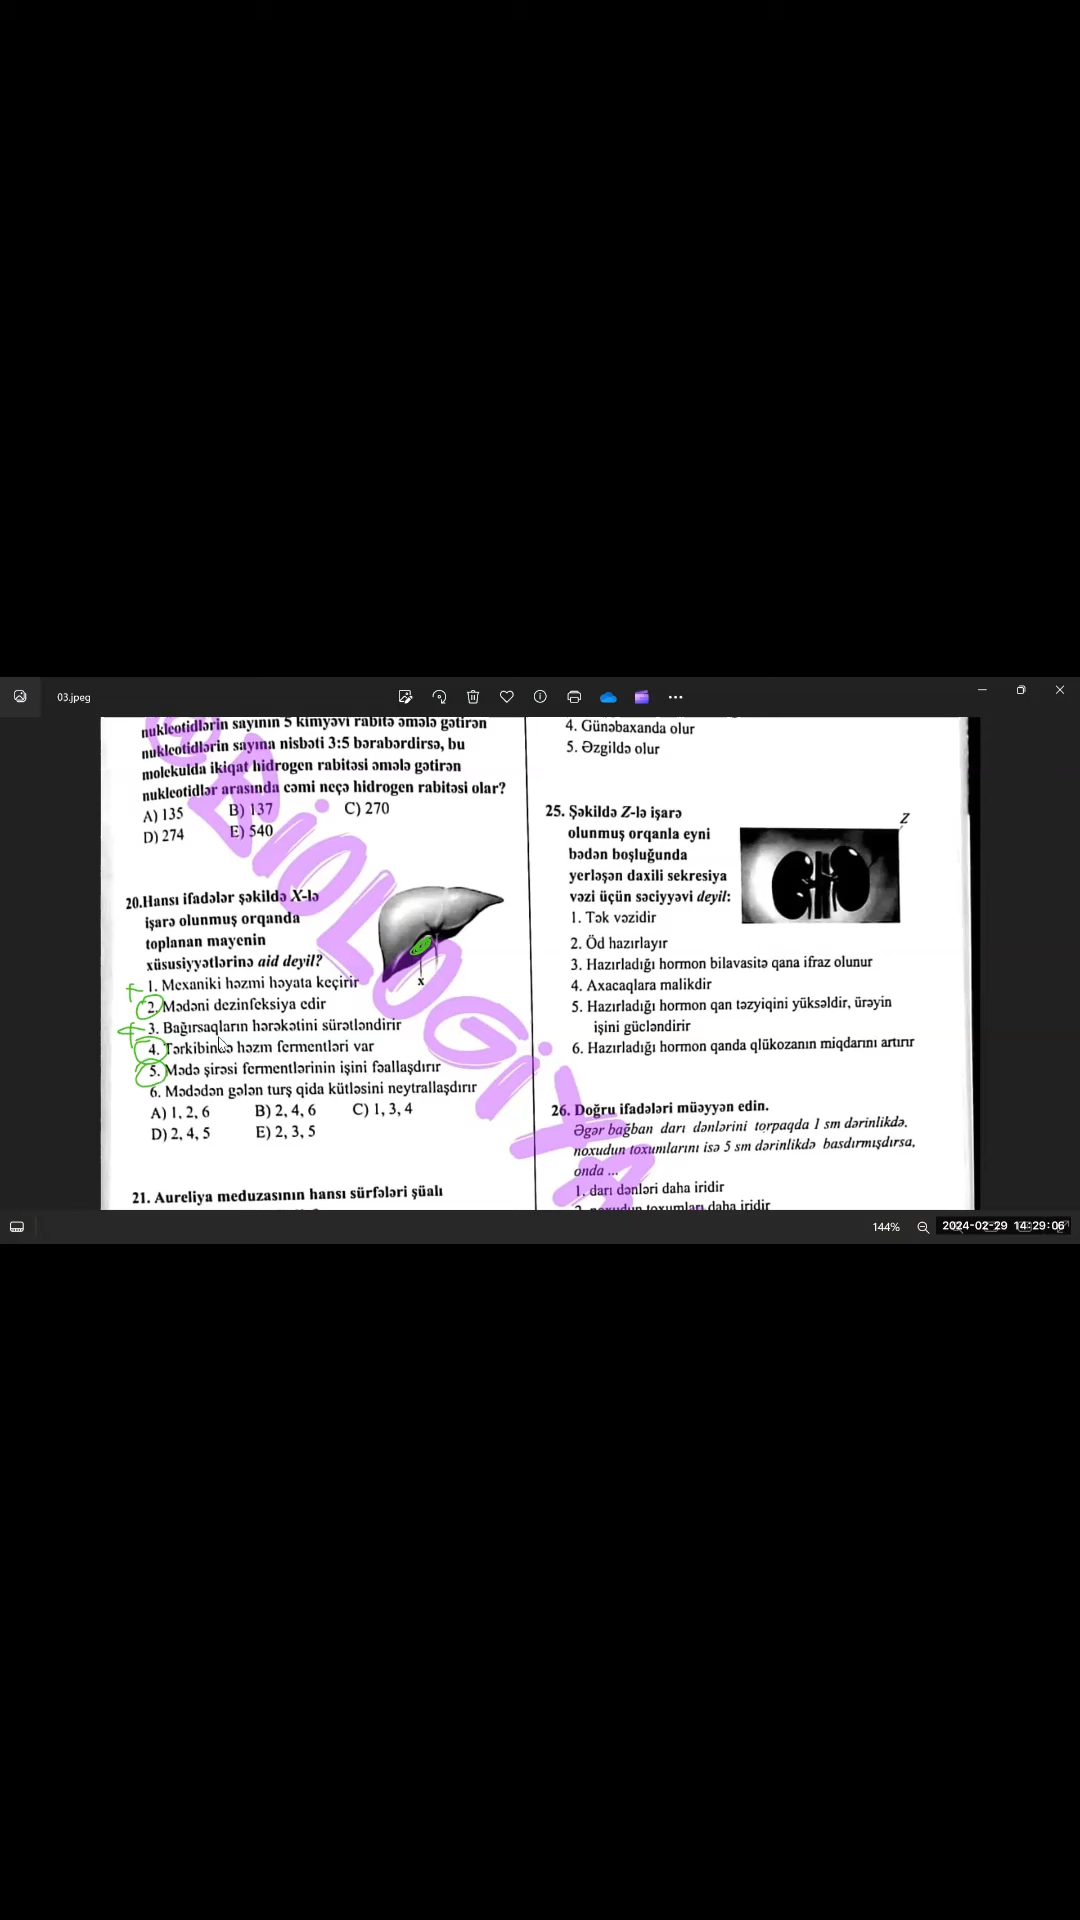 03.jpeg
nukleotidlərin sayının 5 kimyəvi rabitə əmələ gətirən
nukleotidlərin sayına nisbəti 3:5 bərabərdirsə, bu
molekulda ikiqat hidrogen rabitəsi əmələ gətirən
nukleotidlər arasında cəmi neçə hidrogen rabitəsi olar?
A) 135 B) 137 C) 270
D) 274 E) 540
20.Hansı ifadələr şəkildə X-lə
işarə olunmuş orqanda
toplanan mayenin
xüsusiyyətlərinə aid deyil?
1. Mexaniki həzmi həyata keçirir
2. Mədəni dezinfeksiya edir
3. Bağırsaqların hərəkətini sürətləndirir
4. Tərkibində həzm fermentləri var
5. Mədə şirəsi fermentlərinin işini fəallaşdırır
6. Mədədən gələn turş qida kütləsini neytrallaşdırır
A) 1, 2, 6 B) 2, 4, 6 C) 1, 3, 4
D) 2, 4, 5 E) 2, 3, 5
x
21. Aureliya meduzasının hansı sürfələri şüalı
4. Günəbaxanda olur
5. Əzgildə olur
25. Şəkildə Z-lə işarə
olunmuş orqanla eyni
bədən boşluğunda
yerləşən daxili sekresiya
vəzi üçün səciyyəvi deyil:
Z
1. Tək vəzidir
2. Öd hazırlayır
3. Hazırladığı hormon bilavasitə qana ifraz olunur
4. Axacaqlara malikdir
5. Hazırladığı hormon qan təzyiqini yüksəldir, ürəyin
işini gücləndirir
6. Hazırladığı hormon qanda qlükozanın miqdarını artırır
26. Doğru ifadələri müəyyən edin.
Əgər bağban darı dənlərini torpaqda 1 sm dərinlikdə,
noxudun toxumlarını isə 5 sm dərinlikdə basdırmışdırsa,
onda ...
1. darı dənləri daha iridir
2. noxudun toxumları daha iridir
@BİOLOGİYA
144%
2024-02-29 14:29:06